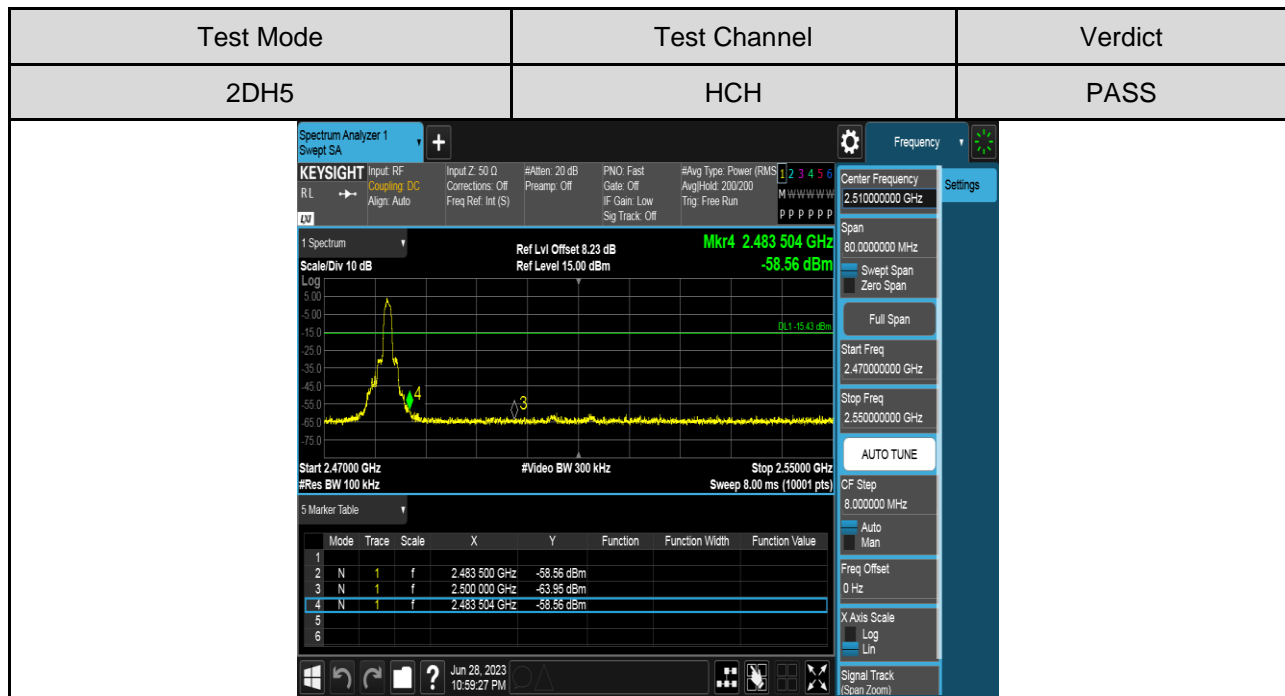 Test Mode Test Channel Verdict
2DH5 HCH PASS
Spectrum Analyzer 1
Swept SA
+
Frequency
KEYSIGHT Input: RF Input Z: 50 Ω #Atten: 20 dB PNO: Fast #Avg Type: Power (RMS 1 2 3 4 5 6
RL Coupling: DC Corrections: Off Preamp: Off Gate: Off Avg|Hold: 200/200 M W W W W W
Align: Auto Freq Ref: Int (S) IF Gain: Low Trig: Free Run
Sig Track: Off P P P P P P
LXI
Center Frequency
2.510000000 GHz
Settings
Span
80.0000000 MHz
Swept Span
Zero Span
Full Span
Start Freq
2.470000000 GHz
Stop Freq
2.550000000 GHz
AUTO TUNE
CF Step
8.000000 MHz
Auto
Man
Freq Offset
0 Hz
X Axis Scale
Log
Lin
Signal Track
(Span Zoom)
1 Spectrum
Ref Lvl Offset 8.23 dB Mkr4 2.483 504 GHz
Scale/Div 10 dB Ref Level 15.00 dBm -58.56 dBm
Log
5.00
-5.00
-15.0
DL1 -15.43 dBm
-25.0
-35.0
-45.0
4
-55.0
3
-65.0
-75.0
Start 2.47000 GHz #Video BW 300 kHz Stop 2.55000 GHz
#Res BW 100 kHz Sweep 8.00 ms (10001 pts)
5 Marker Table
Mode Trace Scale X Y Function Function Width Function Value
1
2 N 1 f 2.483 500 GHz -58.56 dBm
3 N 1 f 2.500 000 GHz -63.95 dBm
4 N 1 f 2.483 504 GHz -58.56 dBm
5
6
? Jun 28, 2023
10:59:27 PM